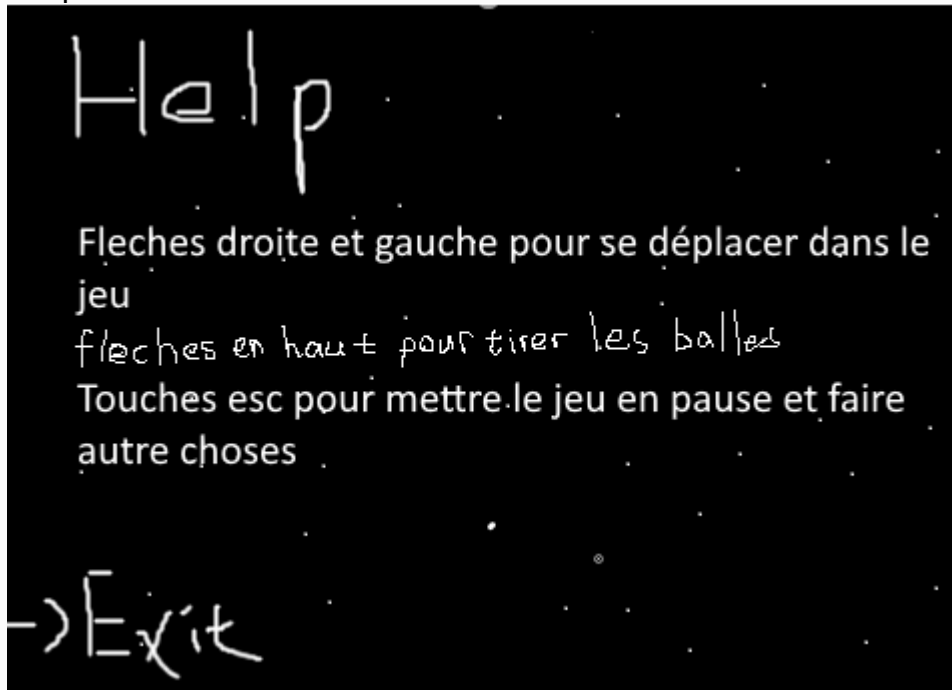 Help
Fleches droite et gauche pour se déplacer dans le
jeu
fleches en haut pour tirer les balles
Touches esc pour mettre le jeu en pause et faire
autre choses
->Exit